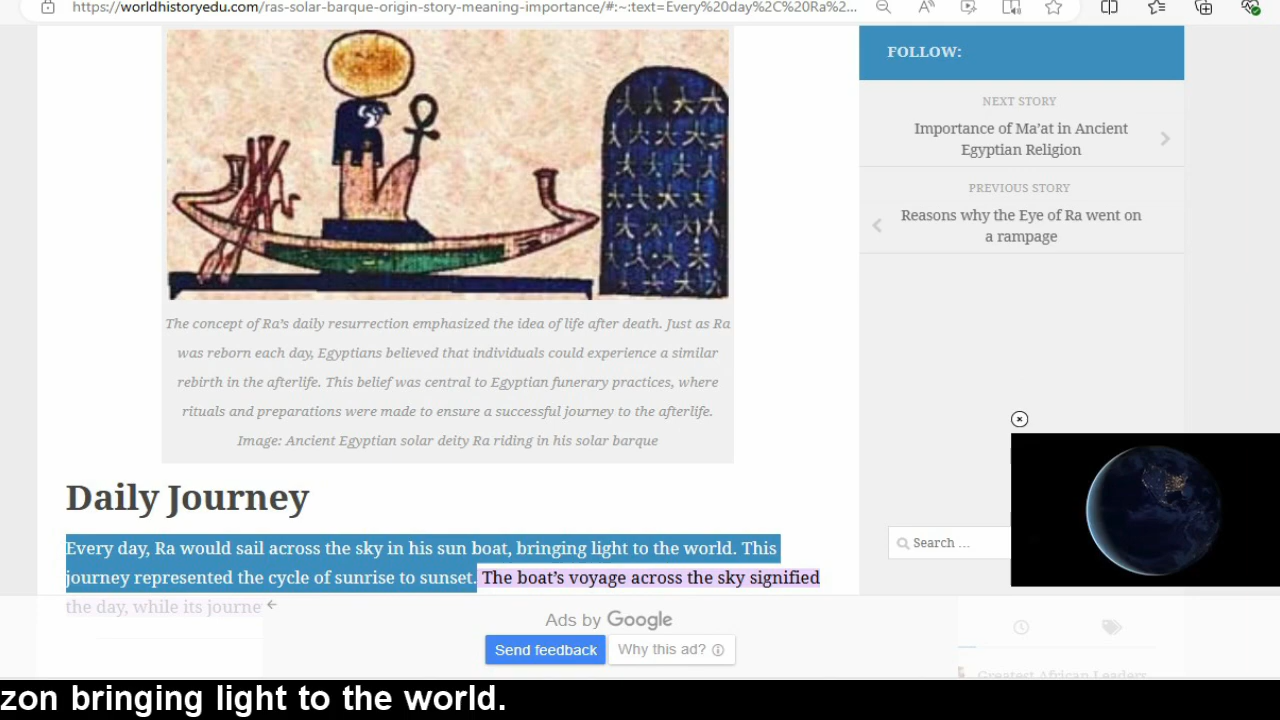 https://worldhistoryedu.com/ras-solar-barque-origin-story-meaning-importance/#:~:text=Every%20day%2C%20Ra%2...
FOLLOW:
NEXT STORY
Importance of Ma’at in Ancient
Egyptian Religion
PREVIOUS STORY
Reasons why the Eye of Ra went on
a rampage
The concept of Ra’s daily resurrection emphasized the idea of life after death. Just as Ra
was reborn each day, Egyptians believed that individuals could experience a similar
rebirth in the afterlife. This belief was central to Egyptian funerary practices, where
rituals and preparations were made to ensure a successful journey to the afterlife.
Image: Ancient Egyptian solar deity Ra riding in his solar barque
Daily Journey
Every day, Ra would sail across the sky in his sun boat, bringing light to the world. This
journey represented the cycle of sunrise to sunset. The boat’s voyage across the sky signified
the day, while its journe
Search ...
Ads by Google
Send feedback
Why this ad?
Greatest African Leaders
zon bringing light to the world.